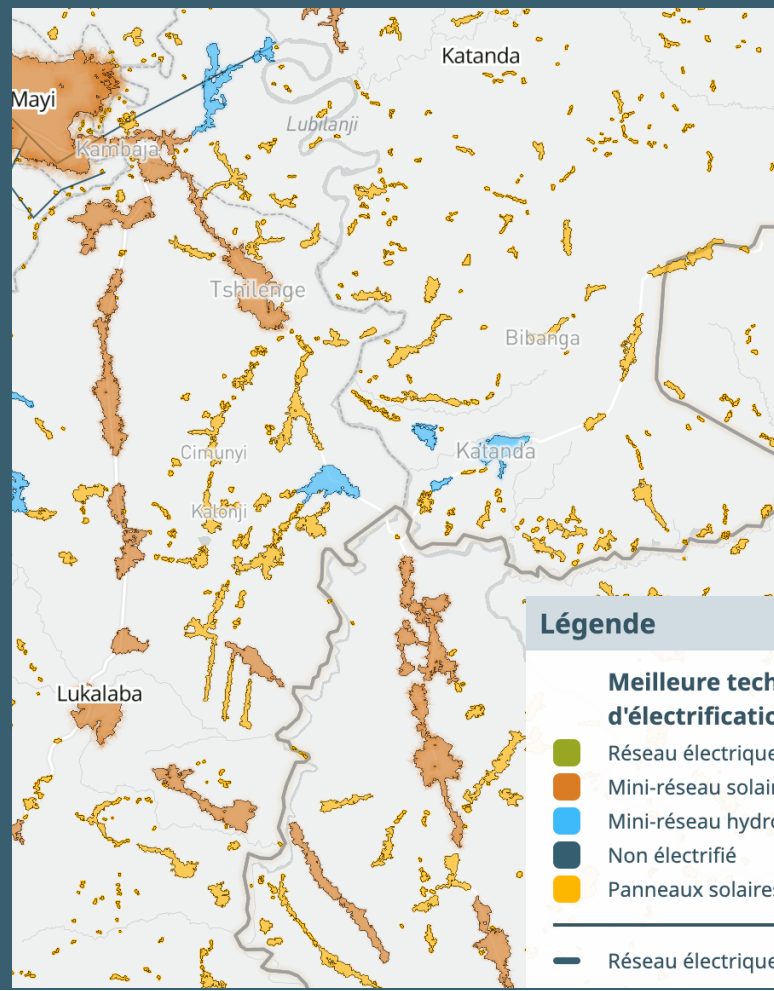 Katanda
Mayi
Lubilanji
Kambaja
Tshilenge
Bibanga
Cimunyi
Katanda
Kalonji
Légende
Meilleure tech
d'électrificatio
Lukalaba
Réseau électrique
Mini-réseau solair
Mini-réseau hydro
Non électrifié
Panneaux solaires
Réseau électrique